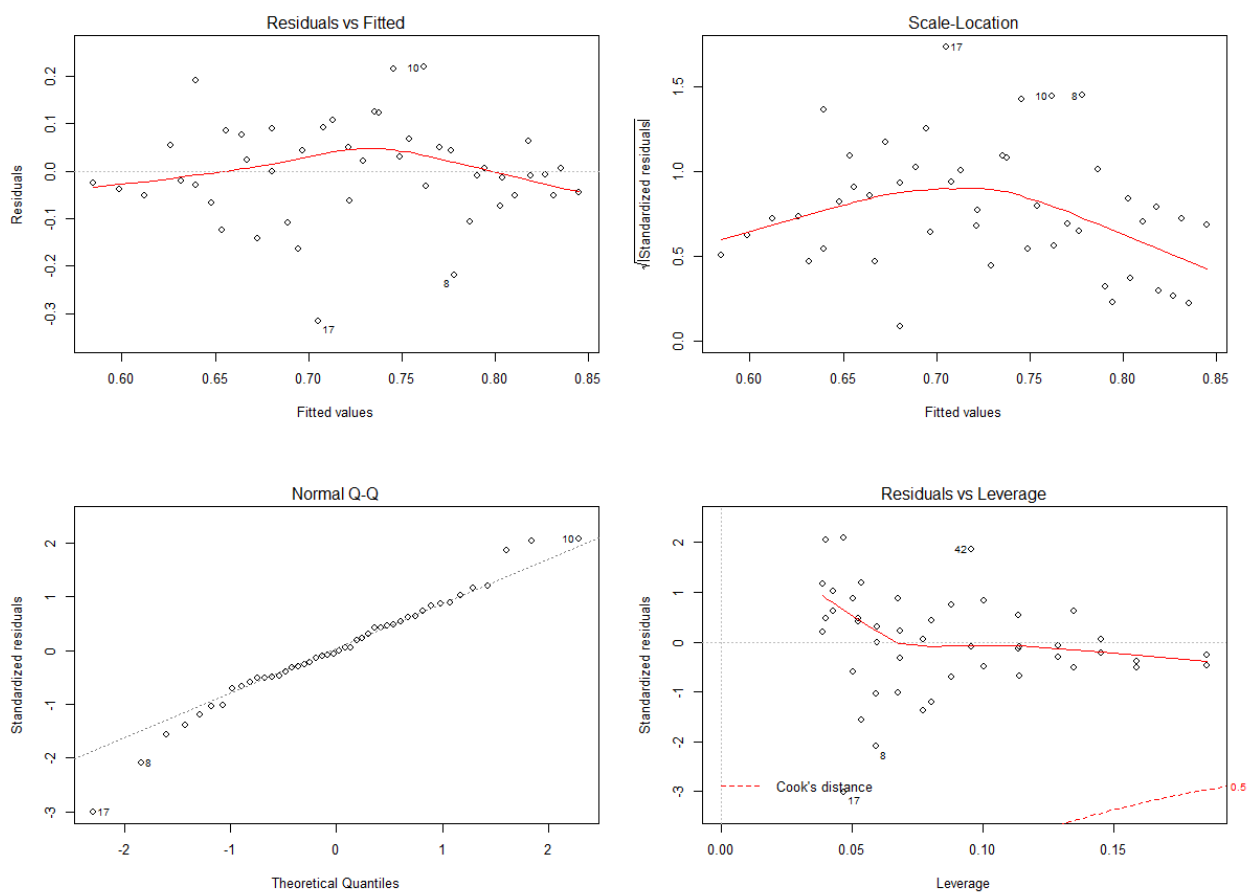 Residuals vs Fitted
Residuals
0.2
0.1
0.0
-0.1
-0.2
-0.3
10
8
17
0.60 0.65 0.70 0.75 0.80 0.85
Fitted values
Scale-Location
√|Standardized residuals|
1.5
1.0
0.5
0.0
17
10 8
0.60 0.65 0.70 0.75 0.80 0.85
Fitted values
Normal Q-Q
Standardized residuals
2
1
0
-1
-2
-3
10
8
17
-2 -1 0 1 2
Theoretical Quantiles
Residuals vs Leverage
Standardized residuals
2
1
0
-1
-2
-3
42
8
Cook's distance
17
0.5
0.00 0.05 0.10 0.15
Leverage